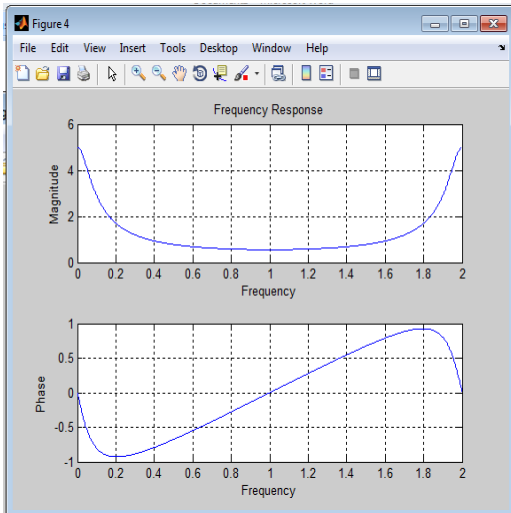 Figure 4
File Edit View Insert Tools Desktop Window Help
Frequency Response
6
4
2
0
Magnitude
0 0.2 0.4 0.6 0.8 1 1.2 1.4 1.6 1.8 2
Frequency
1
0.5
0
-0.5
-1
Phase
0 0.2 0.4 0.6 0.8 1 1.2 1.4 1.6 1.8 2
Frequency